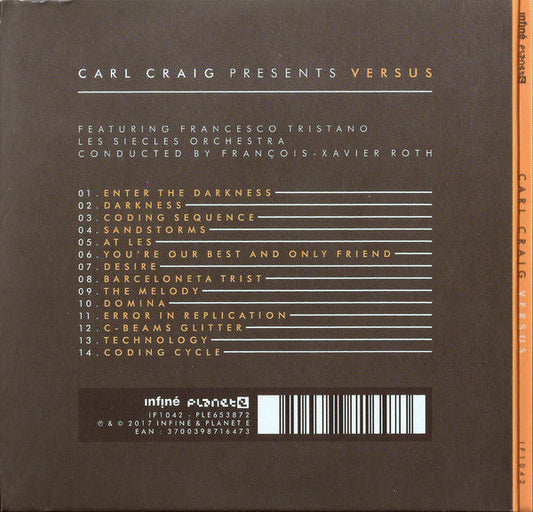 CARL CRAIG PRESENTS VERSUS
FEATURING FRANCESCO TRISTANO
LES SIECLES ORCHESTRA
CONDUCTED BY FRANÇOIS-XAVIER ROTH
01. ENTER THE DARKNESS
02. DARKNESS
03. CODING SEQUENCE
04. SANDSTORMS
05. AT LES
06. YOU'RE OUR BEST AND ONLY FRIEND
07. DESIRE
08. BARCELONETA TRIST
09. THE MELODY
10. DOMINA
11. ERROR IN REPLICATION
12. C-BEAMS GLITTER
13. TECHNOLOGY
14. CODING CYCLE
infiné PLANET E
IF1042 - PLE653872
℗ & © 2017 INFINÉ & PLANET E
EAN : 3700398716473
infiné
PLANET E
CARL CRAIG VERSUS
IF1042